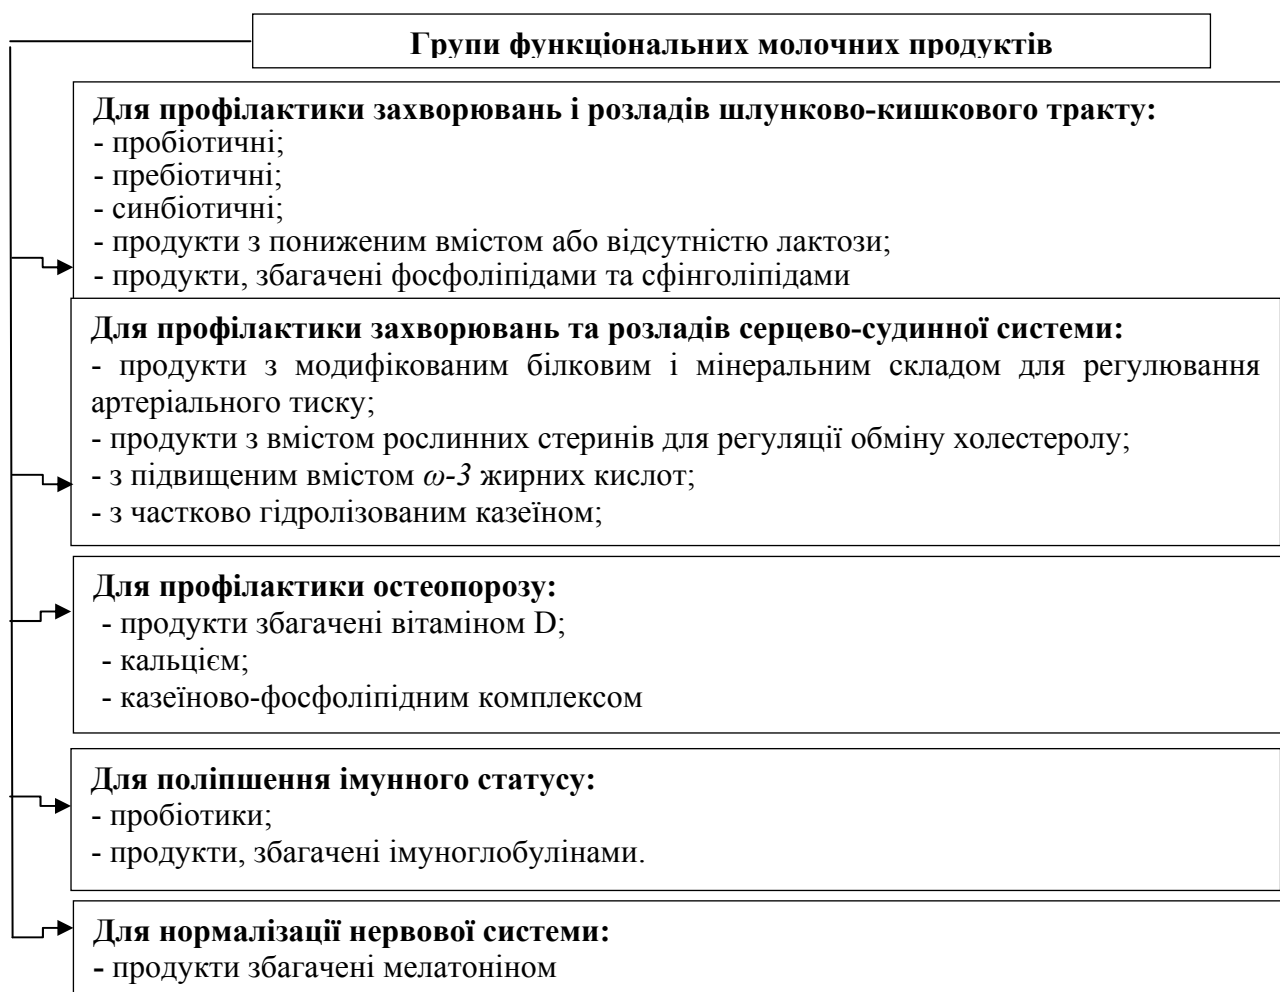 Групи функціональних молочних продуктів
Для профілактики захворювань і розладів шлунково-кишкового тракту:
- пробіотичні;
- пребіотичні;
- синбіотичні;
- продукти з пониженим вмістом або відсутністю лактози;
- продукти, збагачені фосфоліпідами та сфінголіпідами
Для профілактики захворювань та розладів серцево-судинної системи:
- продукти з модифікованим білковим і мінеральним складом для регулювання
артеріального тиску;
- продукти з вмістом рослинних стеринів для регуляції обміну холестеролу;
- з підвищеним вмістом ω-3 жирних кислот;
- з частково гідролізованим казеїном;
Для профілактики остеопорозу:
- продукти збагачені вітаміном D;
- кальцієм;
- казеїново-фосфоліпідним комплексом
Для поліпшення імунного статусу:
- пробіотики;
- продукти, збагачені імуноглобулінами.
Для нормалізації нервової системи:
- продукти збагачені мелатоніном